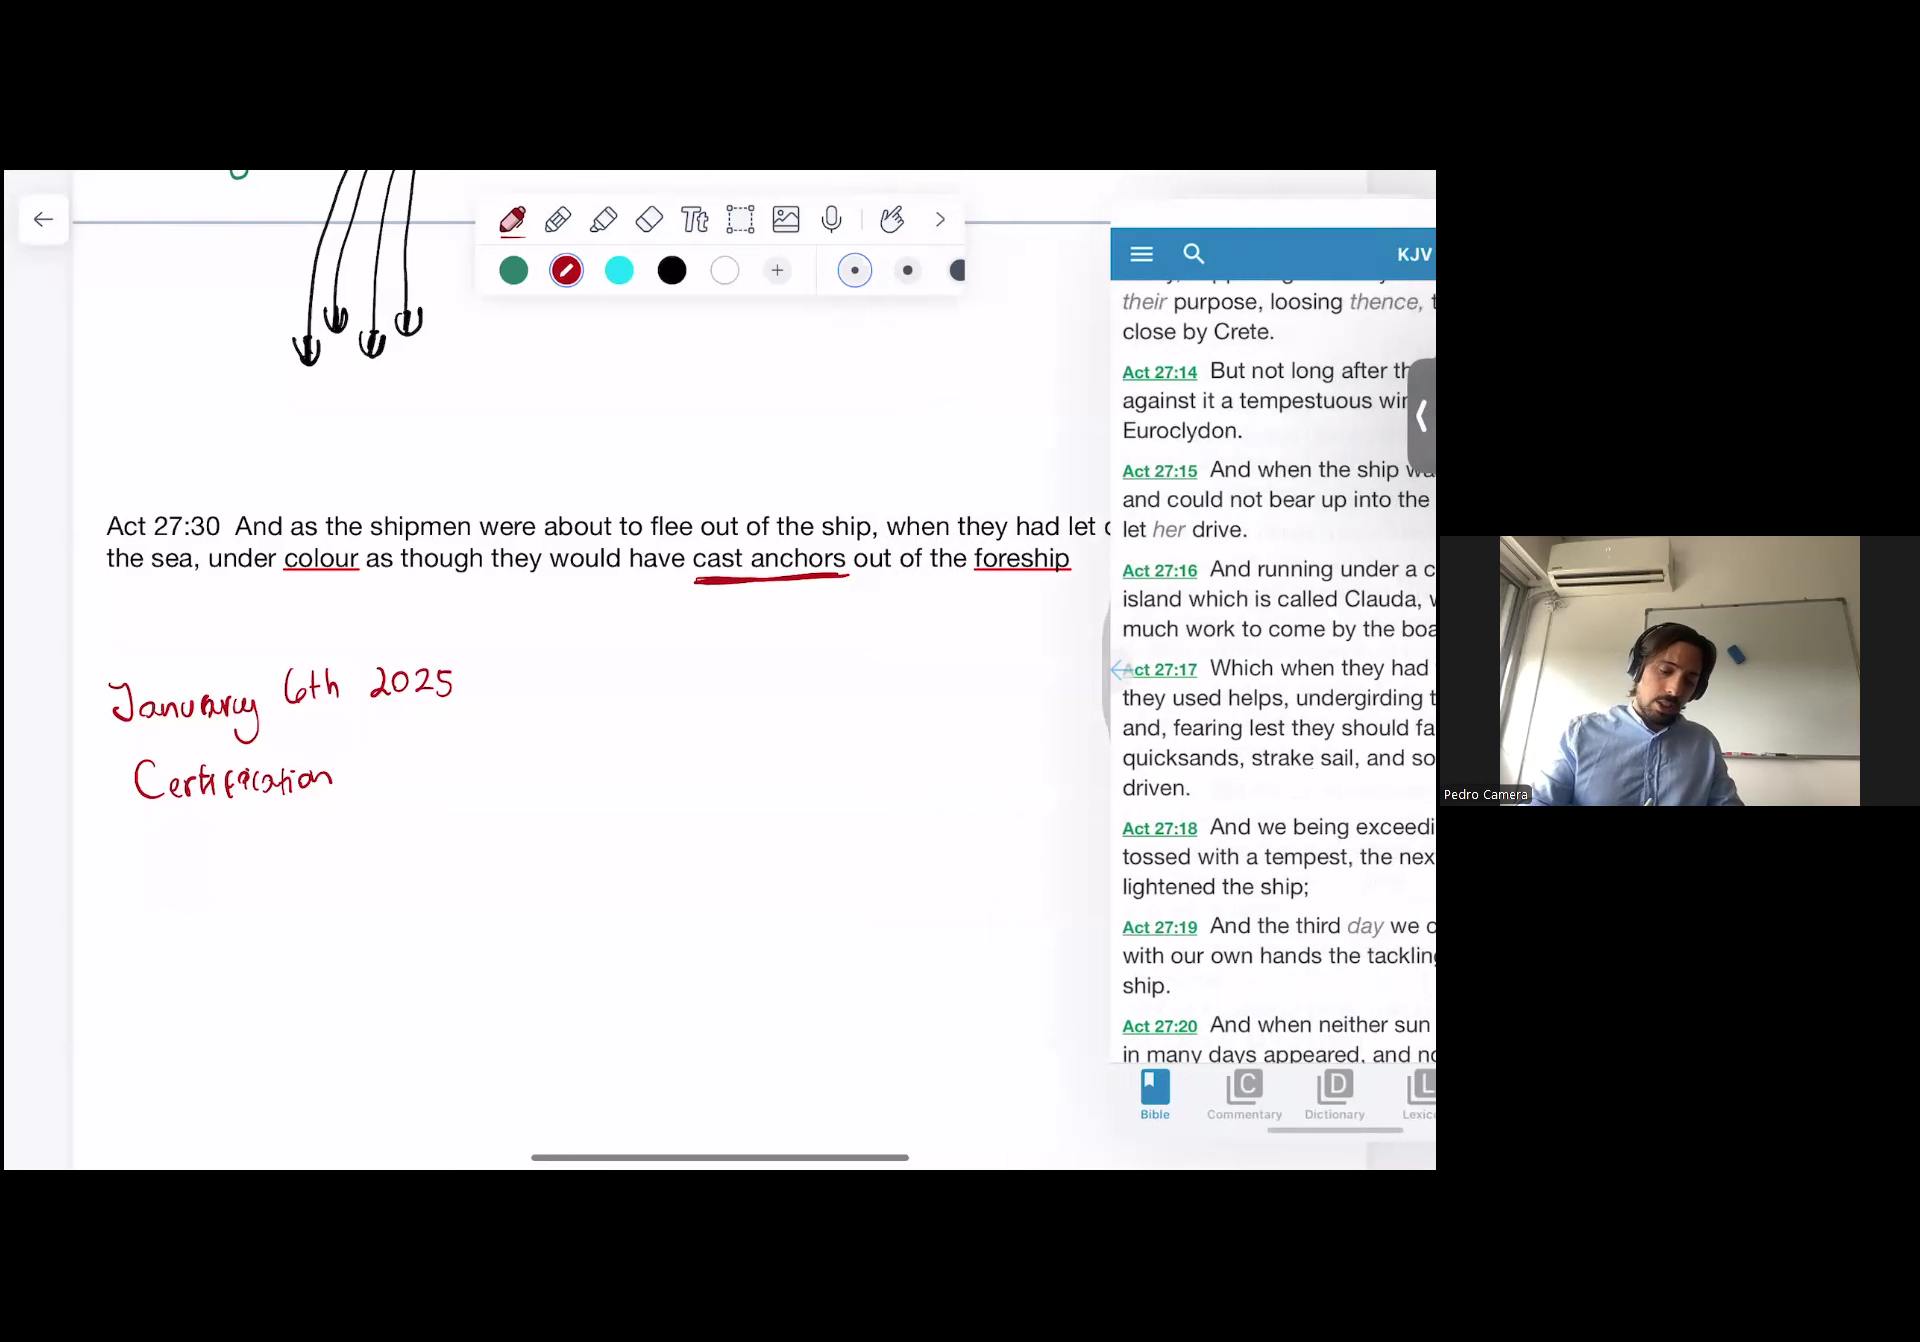 Tt
KJV
their purpose, loosing thence,
close by Crete.
Act 27:14 But not long after
against it a tempestuous
Euroclydon.
Act 27:15 And when the ship
and could not bear up into the
let her drive.
Act 27:16 And running under a
island which is called Clauda,
much work to come by the
Act 27:17 Which when they had
they used helps, undergirding
and, fearing lest they should
quicksands, strake sail, and so
driven.
Act 27:18 And we being
tossed with a tempest, the
lightened the ship;
Act 27:19 And the third day we
with our own hands the
ship.
Act 27:20 And when neither sun
in many days appeared, and
Bible
C Commentary
D Dictionary
L
Act 27:30 And as the shipmen were about to flee out of the ship, when they had let
the sea, under colour as though they would have cast anchors out of the foreship
January 6th 2025
Certification
Pedro Camera